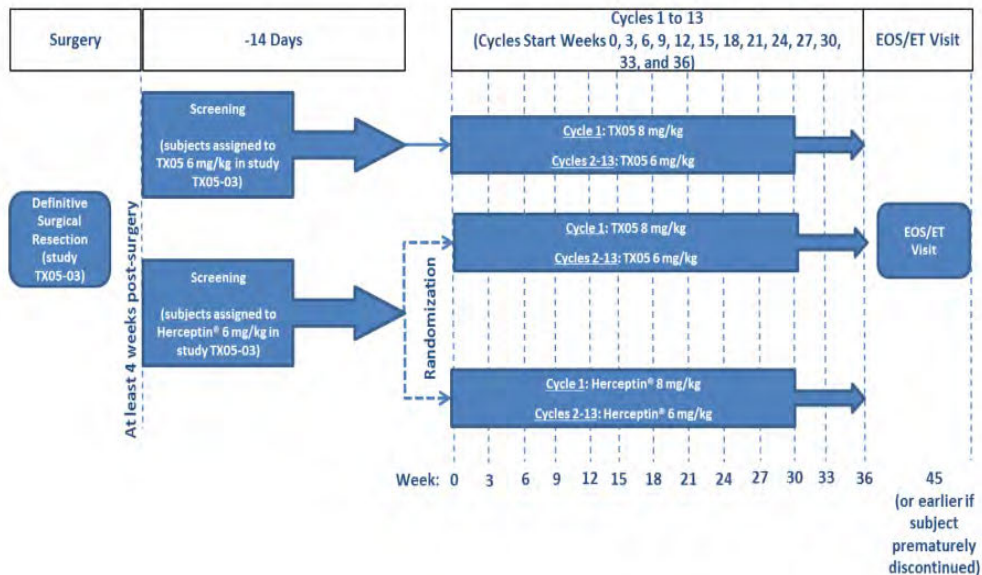 Surgery
-14 Days
Cycles 1 to 13
(Cycles Start Weeks 0, 3, 6, 9, 12, 15, 18, 21, 24, 27, 30,
33, and 36)
EOS/ET Visit
Definitive
Surgical
Resection
(study
TX05-03)
At least 4 weeks post-surgery
Screening
(subjects assigned to
TX05 6 mg/kg in study
TX05-03)
Screening
(subjects assigned to
Herceptin® 6 mg/kg in
study TX05-03)
Randomization
Cycle 1: TX05 8 mg/kg
Cycles 2-13: TX05 6 mg/kg
Cycle 1: TX05 8 mg/kg
Cycles 2-13: TX05 6 mg/kg
Cycle 1: Herceptin® 8 mg/kg
Cycles 2-13: Herceptin® 6 mg/kg
EOS/ET
Visit
Week: 0 3 6 9 12 15 18 21 24 27 30 33 36 45
(or earlier if
subject
prematurely
discontinued)